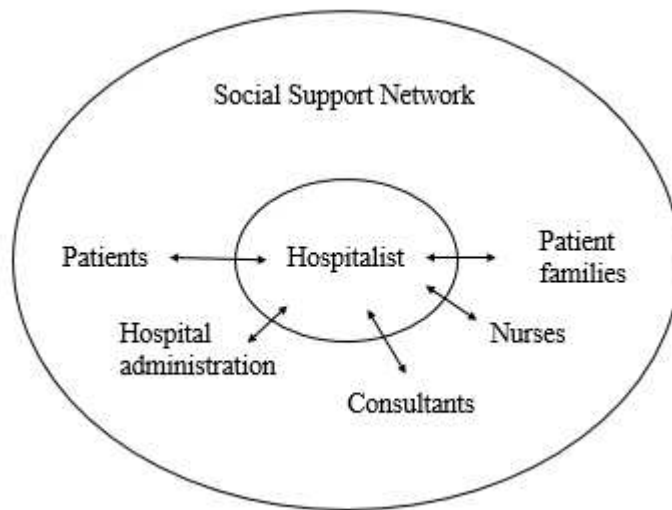 Social Support Network
Patients
Hospitalist
Patient
families
Hospital
administration
Nurses
Consultants